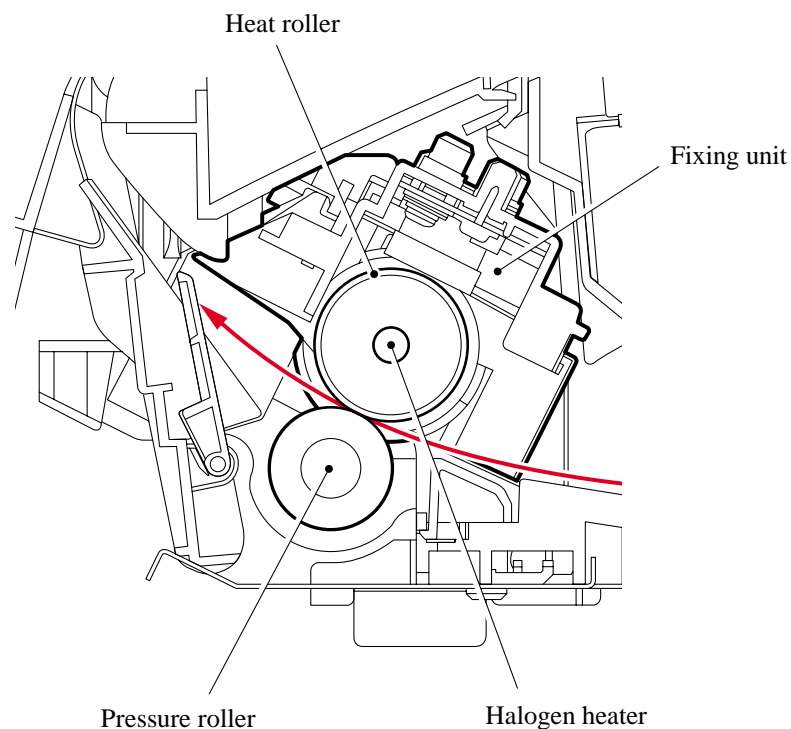 Heat roller
Fixing unit
Pressure roller
Halogen heater